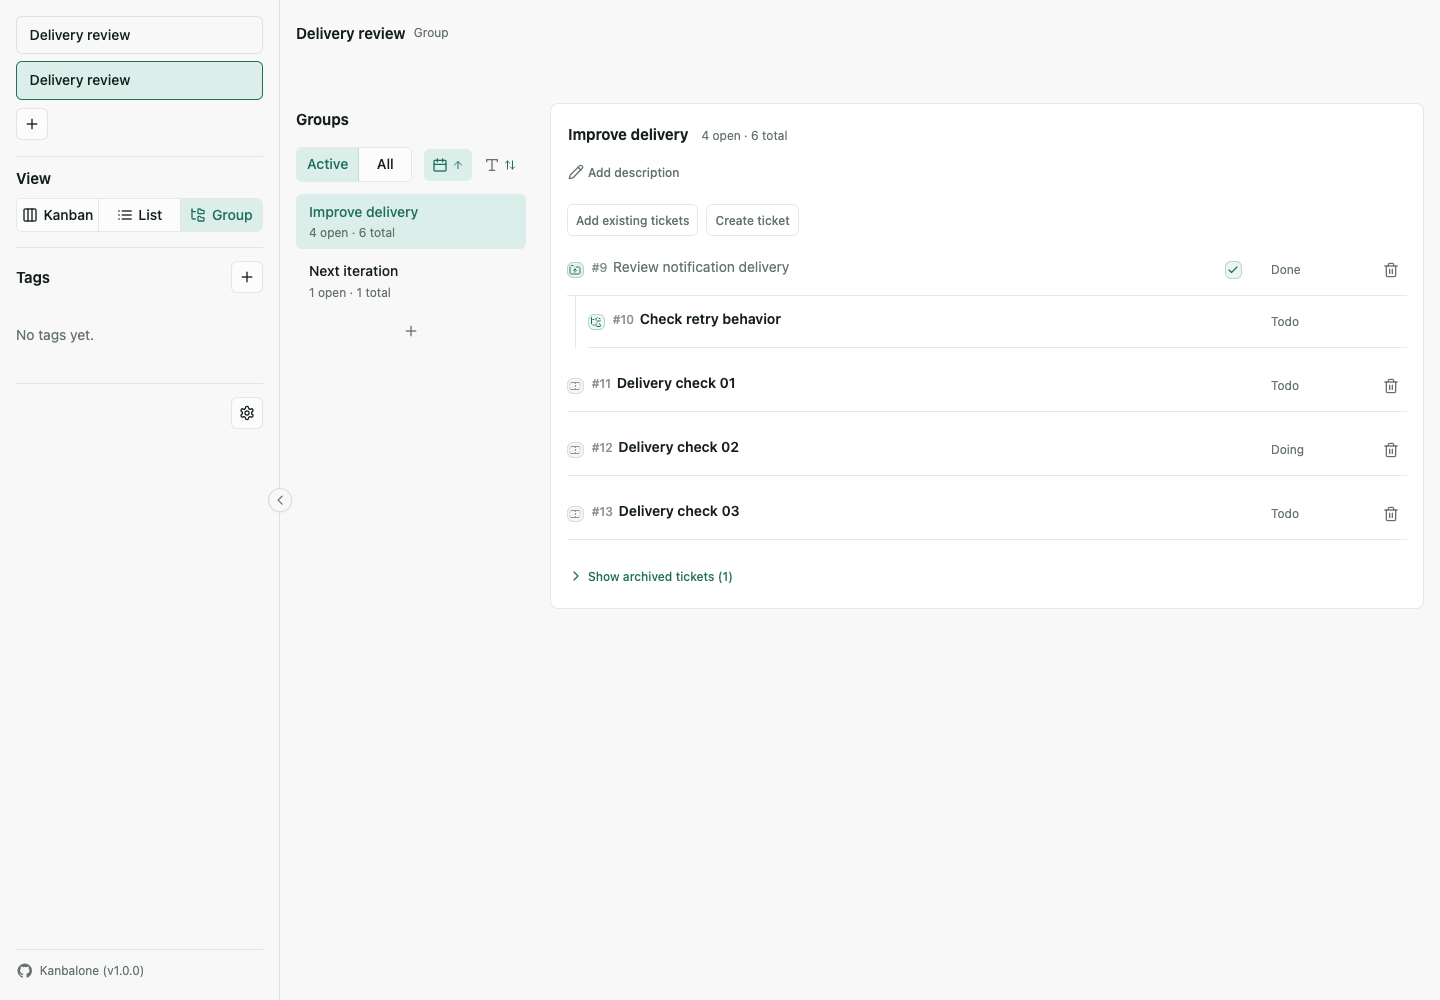 Delivery review
Delivery review
View
Kanban
List
Group
Tags
No tags yet.
Kanbalone (v1.0.0)
Delivery review Group
Groups
Active
All
Improve delivery
4 open · 6 total
Next iteration
1 open · 1 total
Improve delivery 4 open · 6 total
Add description
Add existing tickets
Create ticket
#9 Review notification delivery Done
#10 Check retry behavior Todo
#11 Delivery check 01 Todo
#12 Delivery check 02 Doing
#13 Delivery check 03 Todo
Show archived tickets (1)